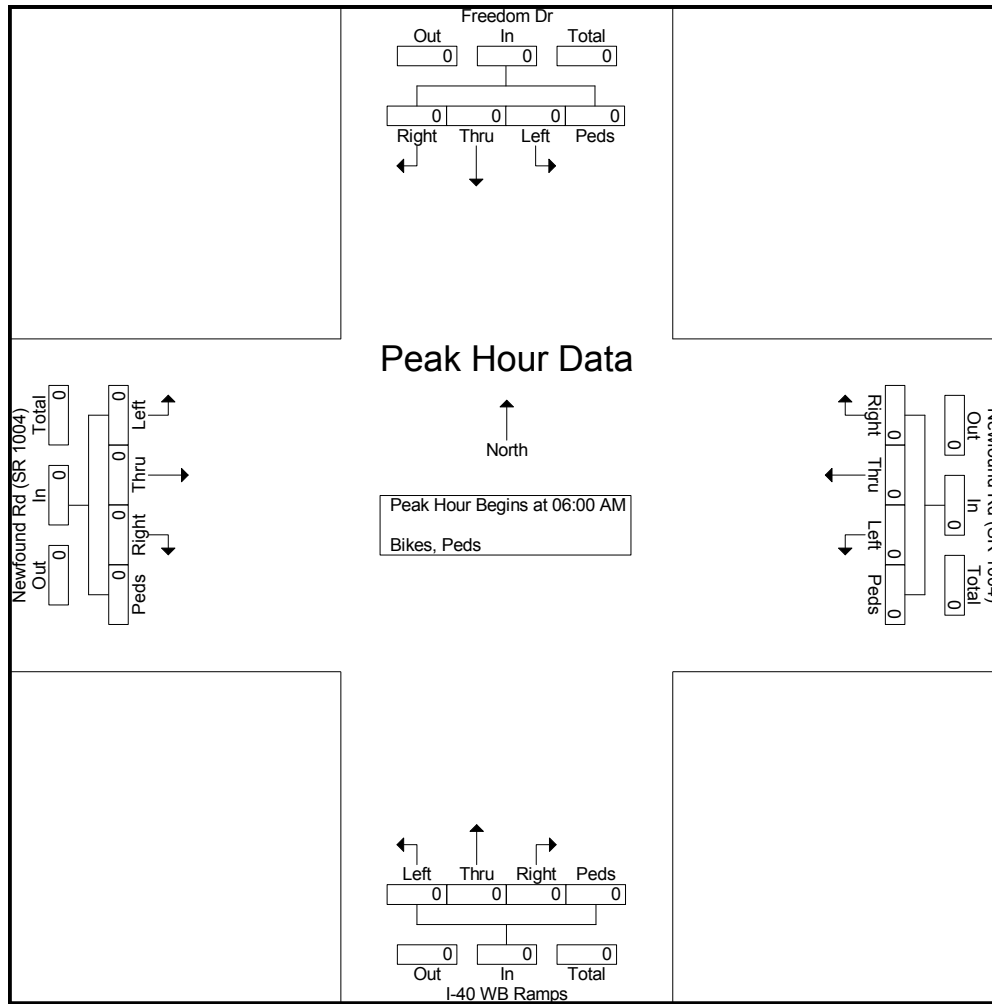 Freedom Dr
Out In Total
0 0 0
0 0 0 0
Right Thru Left Peds
Peak Hour Data
North
Peak Hour Begins at 06:00 AM
Bikes, Peds
Newfound Rd (SR 1004)
Total In Out
0 0 0
0 0 0 0
Left Thru Right Peds
Right Thru Left Peds
0 0 0 0
0 0 0
Out In Total
Newfound Rd (SR 1004)
Left Thru Right Peds
0 0 0 0
0 0 0
Out In Total
I-40 WB Ramps